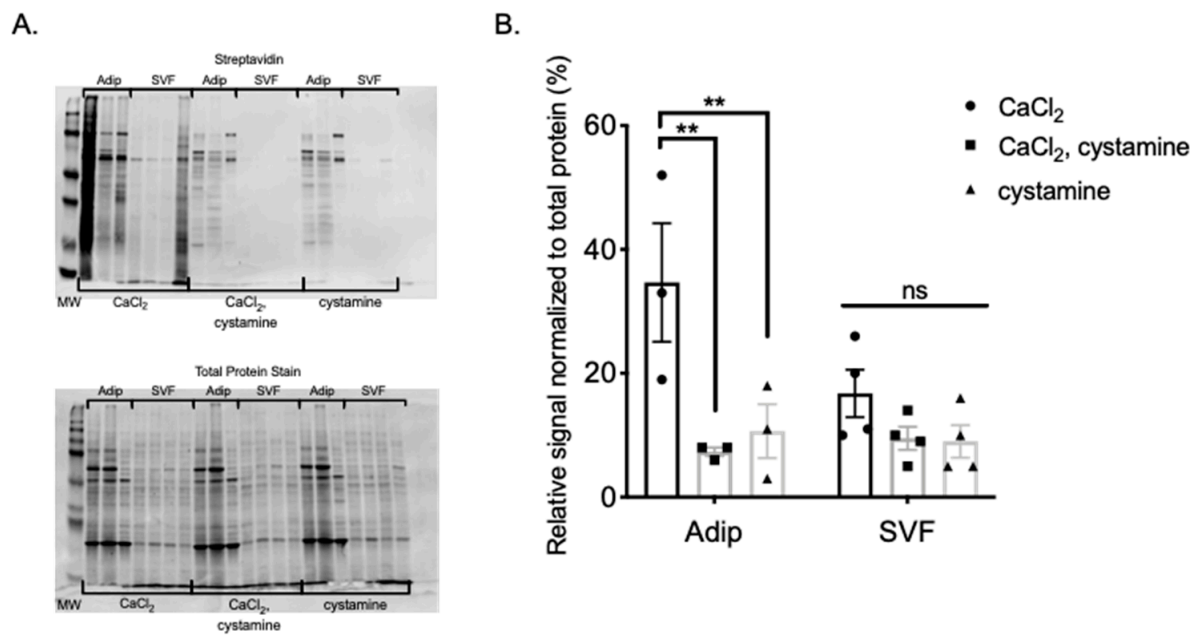 A.
Streptavidin
Adip SVF Adip SVF Adip SVF
MW CaCl₂ CaCl₂, cystamine
cystamine
Total Protein Stain
Adip SVF Adip SVF Adip SVF
MW CaCl₂ CaCl₂, cystamine
cystamine
B.
Relative signal normalized to total protein (%)
60
40
20
0
**
**
ns
Adip SVF
CaCl₂
CaCl₂, cystamine
cystamine